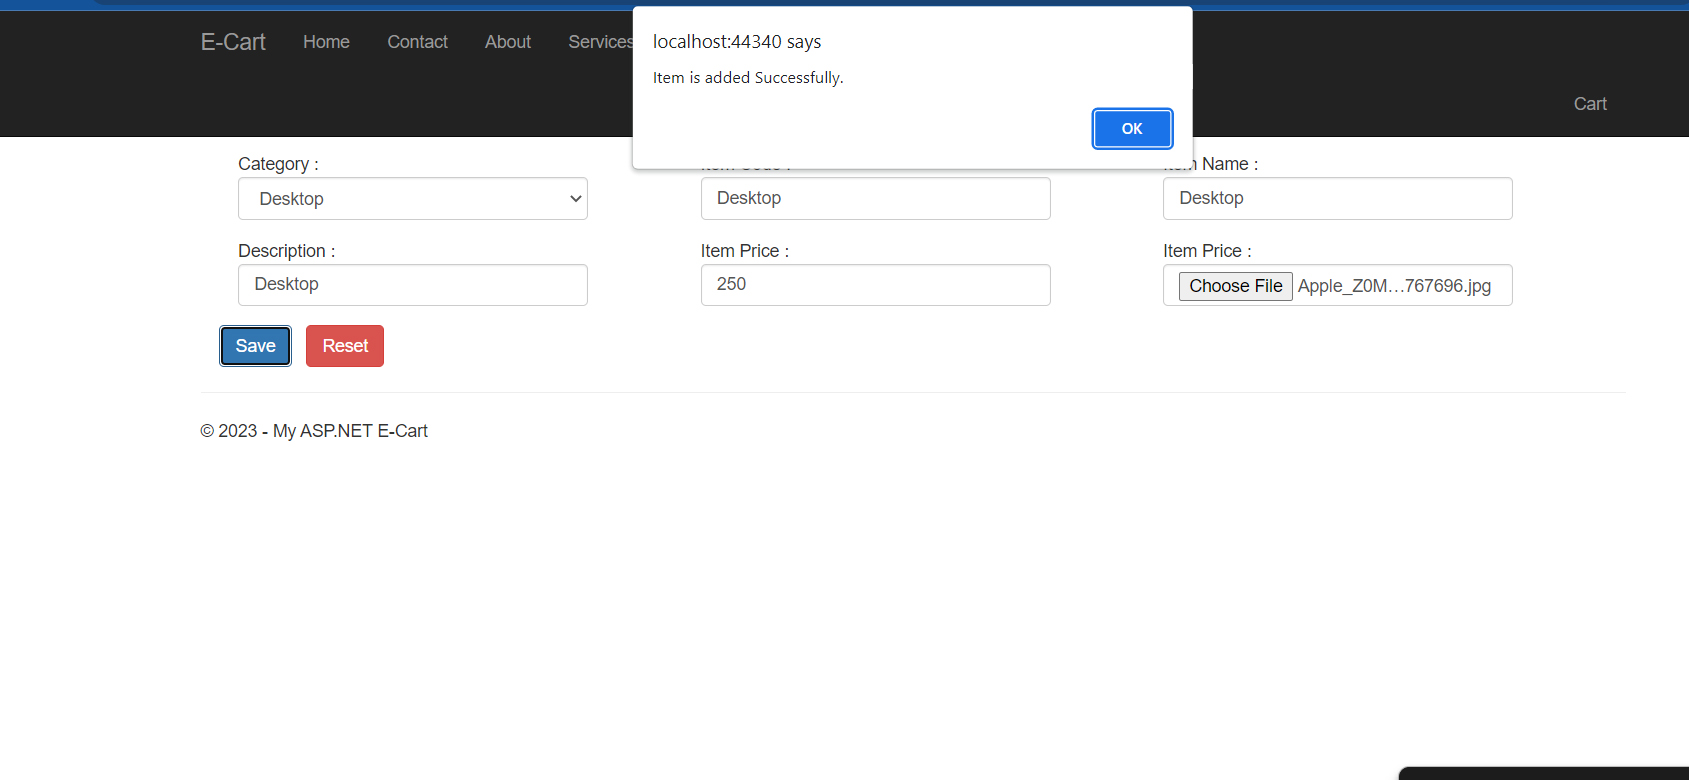 E-Cart Home Contact About Services
localhost:44340 says
Item is added Successfully.
OK
Cart
Category :
Name :
Desktop
Desktop
Desktop
Description :
Item Price :
Item Price :
Desktop
250
Choose File Apple_Z0M...767696.jpg
Save Reset
© 2023 - My ASP.NET E-Cart